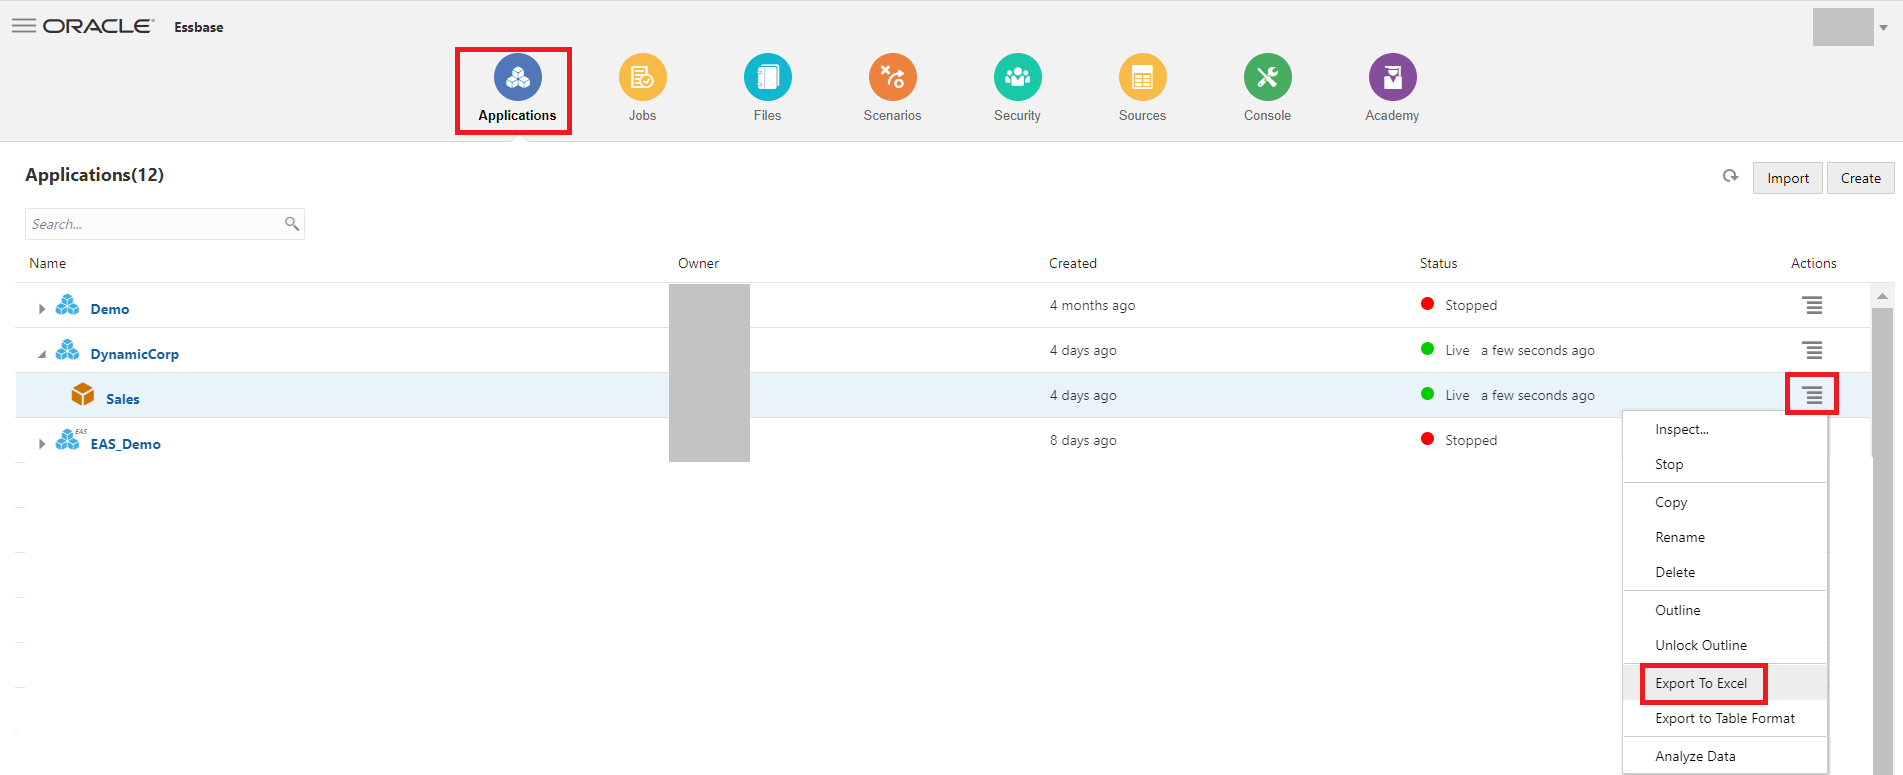 ORACLE Essbase
Applications Jobs Files Scenarios Security Sources Console Academy
Applications(12)
Import Create
Search...
Name Owner Created Status Actions
Demo 4 months ago Stopped
DynamicCorp 4 days ago Live a few seconds ago
Sales 4 days ago Live a few seconds ago
EAS
EAS_Demo 8 days ago Stopped
Inspect...
Stop
Copy
Rename
Delete
Outline
Unlock Outline
Export To Excel
Export to Table Format
Analyze Data